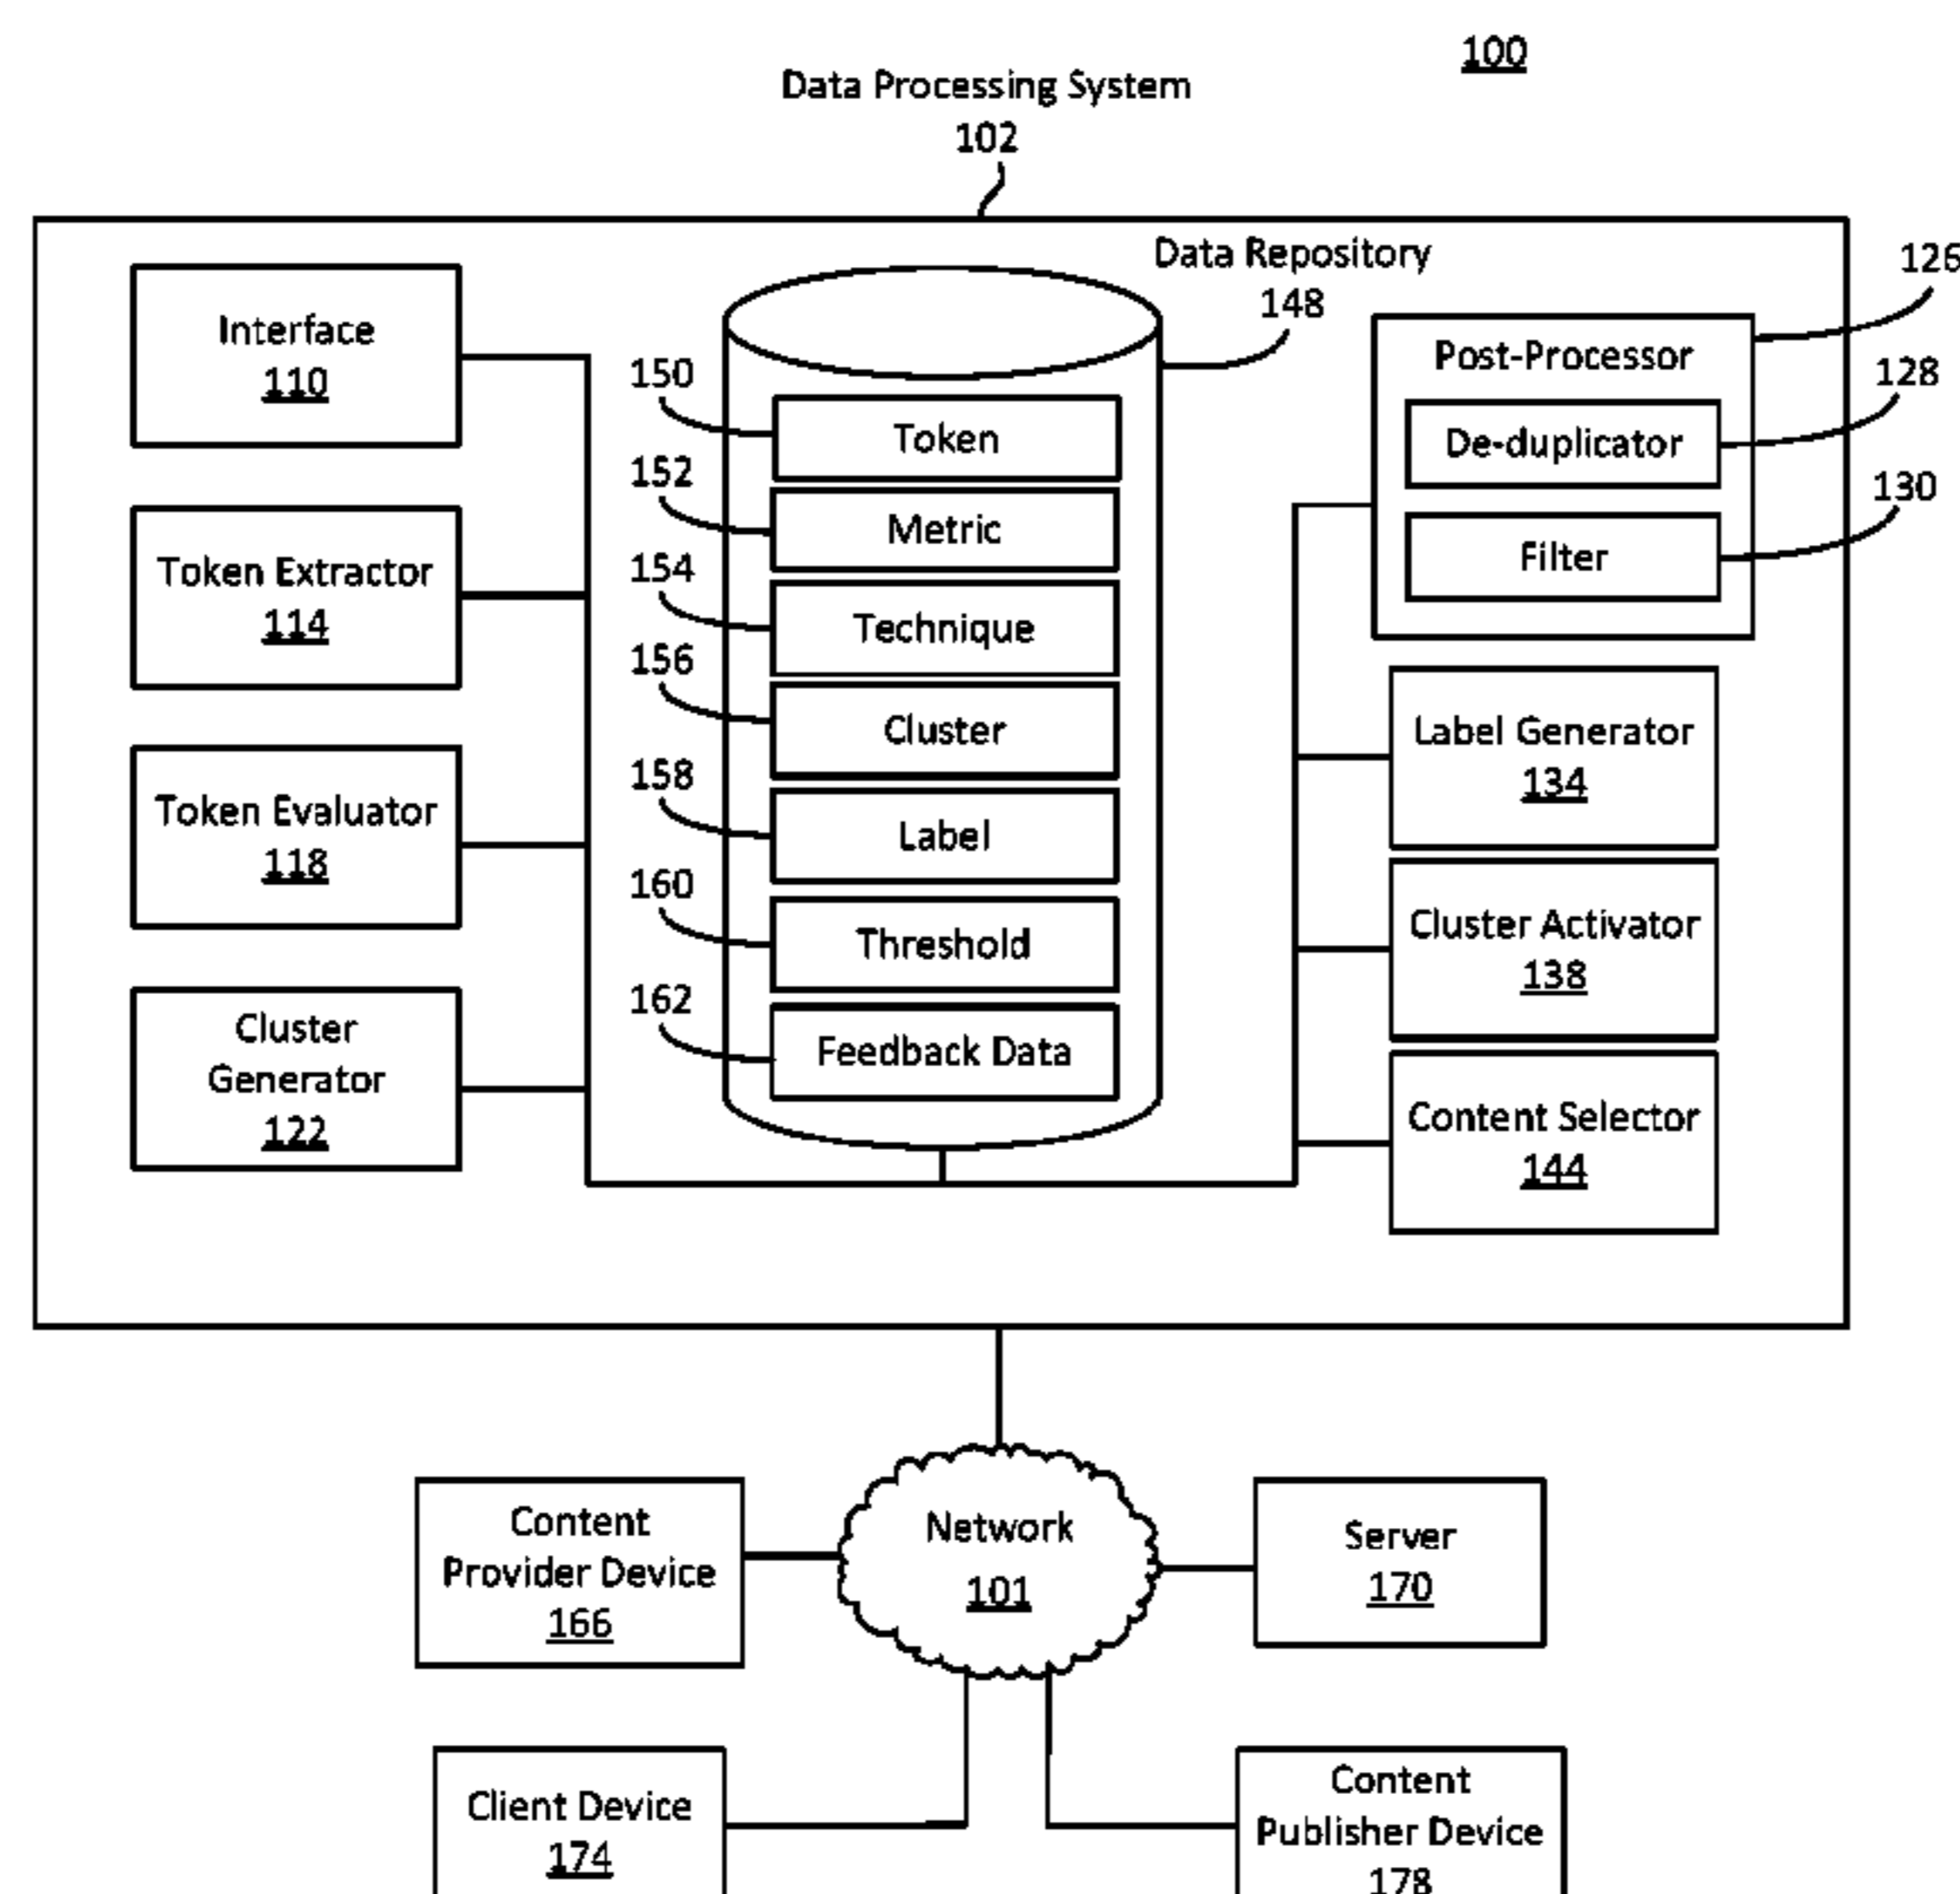 100
Data Processing System
102
Data Repository
148
126
Interface
110
Token Extractor
114
Token Evaluator
118
Cluster
Generator
122
150
Token
152
Metric
154
Technique
156
Cluster
158
Label
160
Threshold
162
Feedback Data
Post-Processor
128
De-duplicator
130
Filter
Label Generator
134
Cluster Activator
138
Content Selector
144
Content
Provider Device
166
Network
101
Server
170
Client Device
174
Content
Publisher Device
178